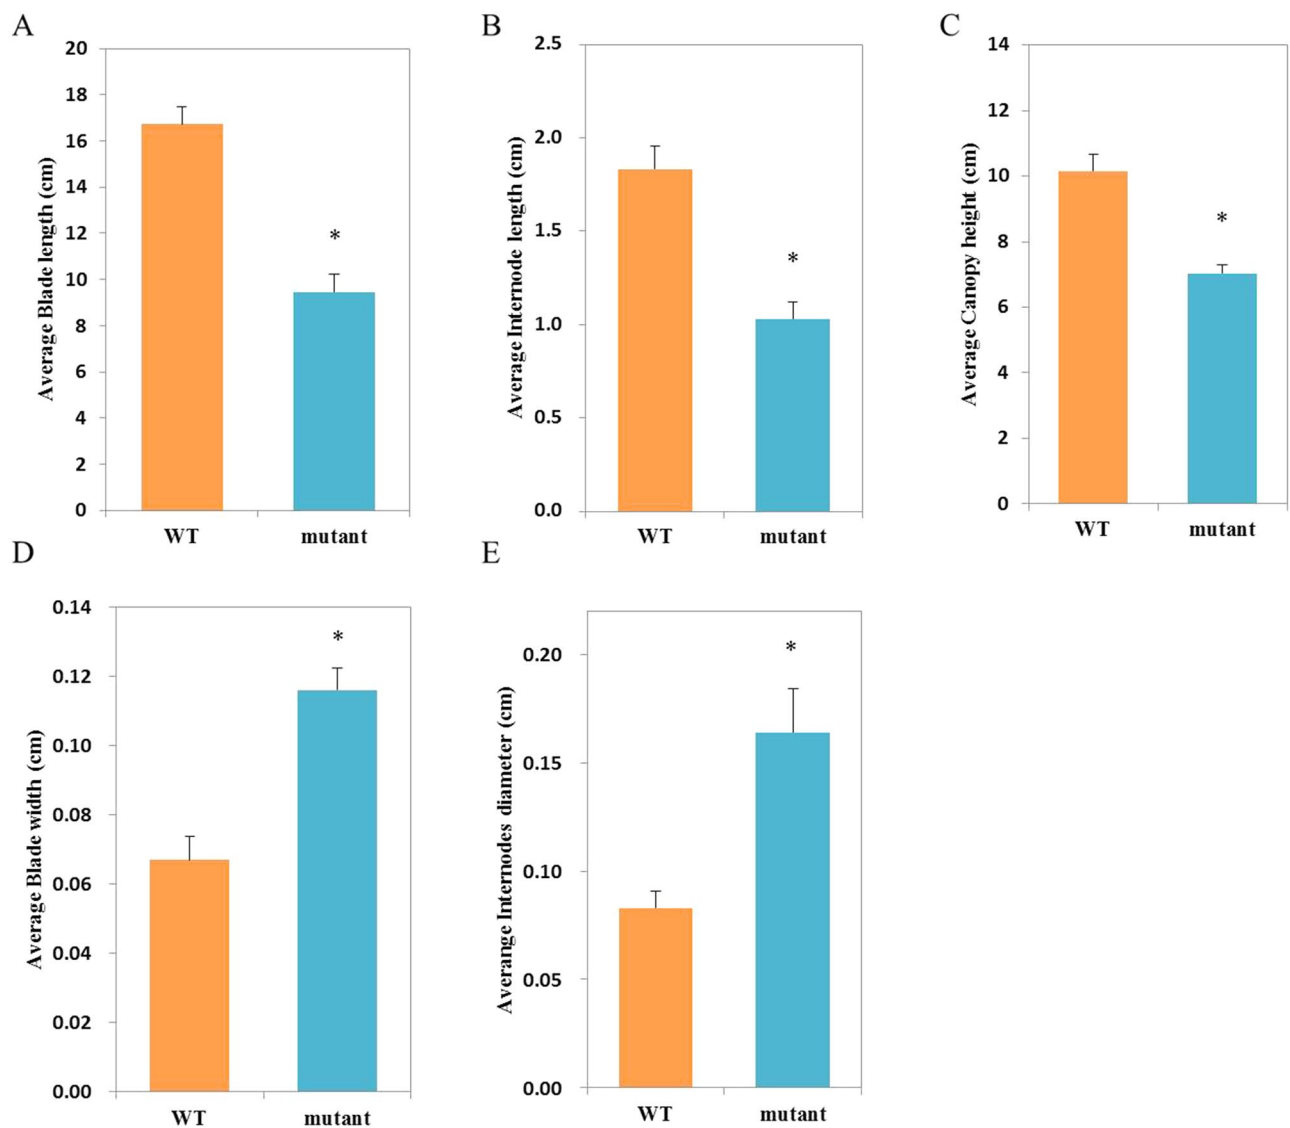 A
Average Blade length (cm)
20
18
16
14
12
10
8
6
4
2
0
*
WT
mutant
B
Average Internode length (cm)
2.5
2.0
1.5
1.0
0.5
0.0
*
WT
mutant
C
Average Canopy height (cm)
14
12
10
8
6
4
2
0
*
WT
mutant
D
Average Blade width (cm)
0.14
0.12
0.10
0.08
0.06
0.04
0.02
0.00
*
WT
mutant
E
Averange Internodes diameter (cm)
0.20
0.15
0.10
0.05
0.00
*
WT
mutant